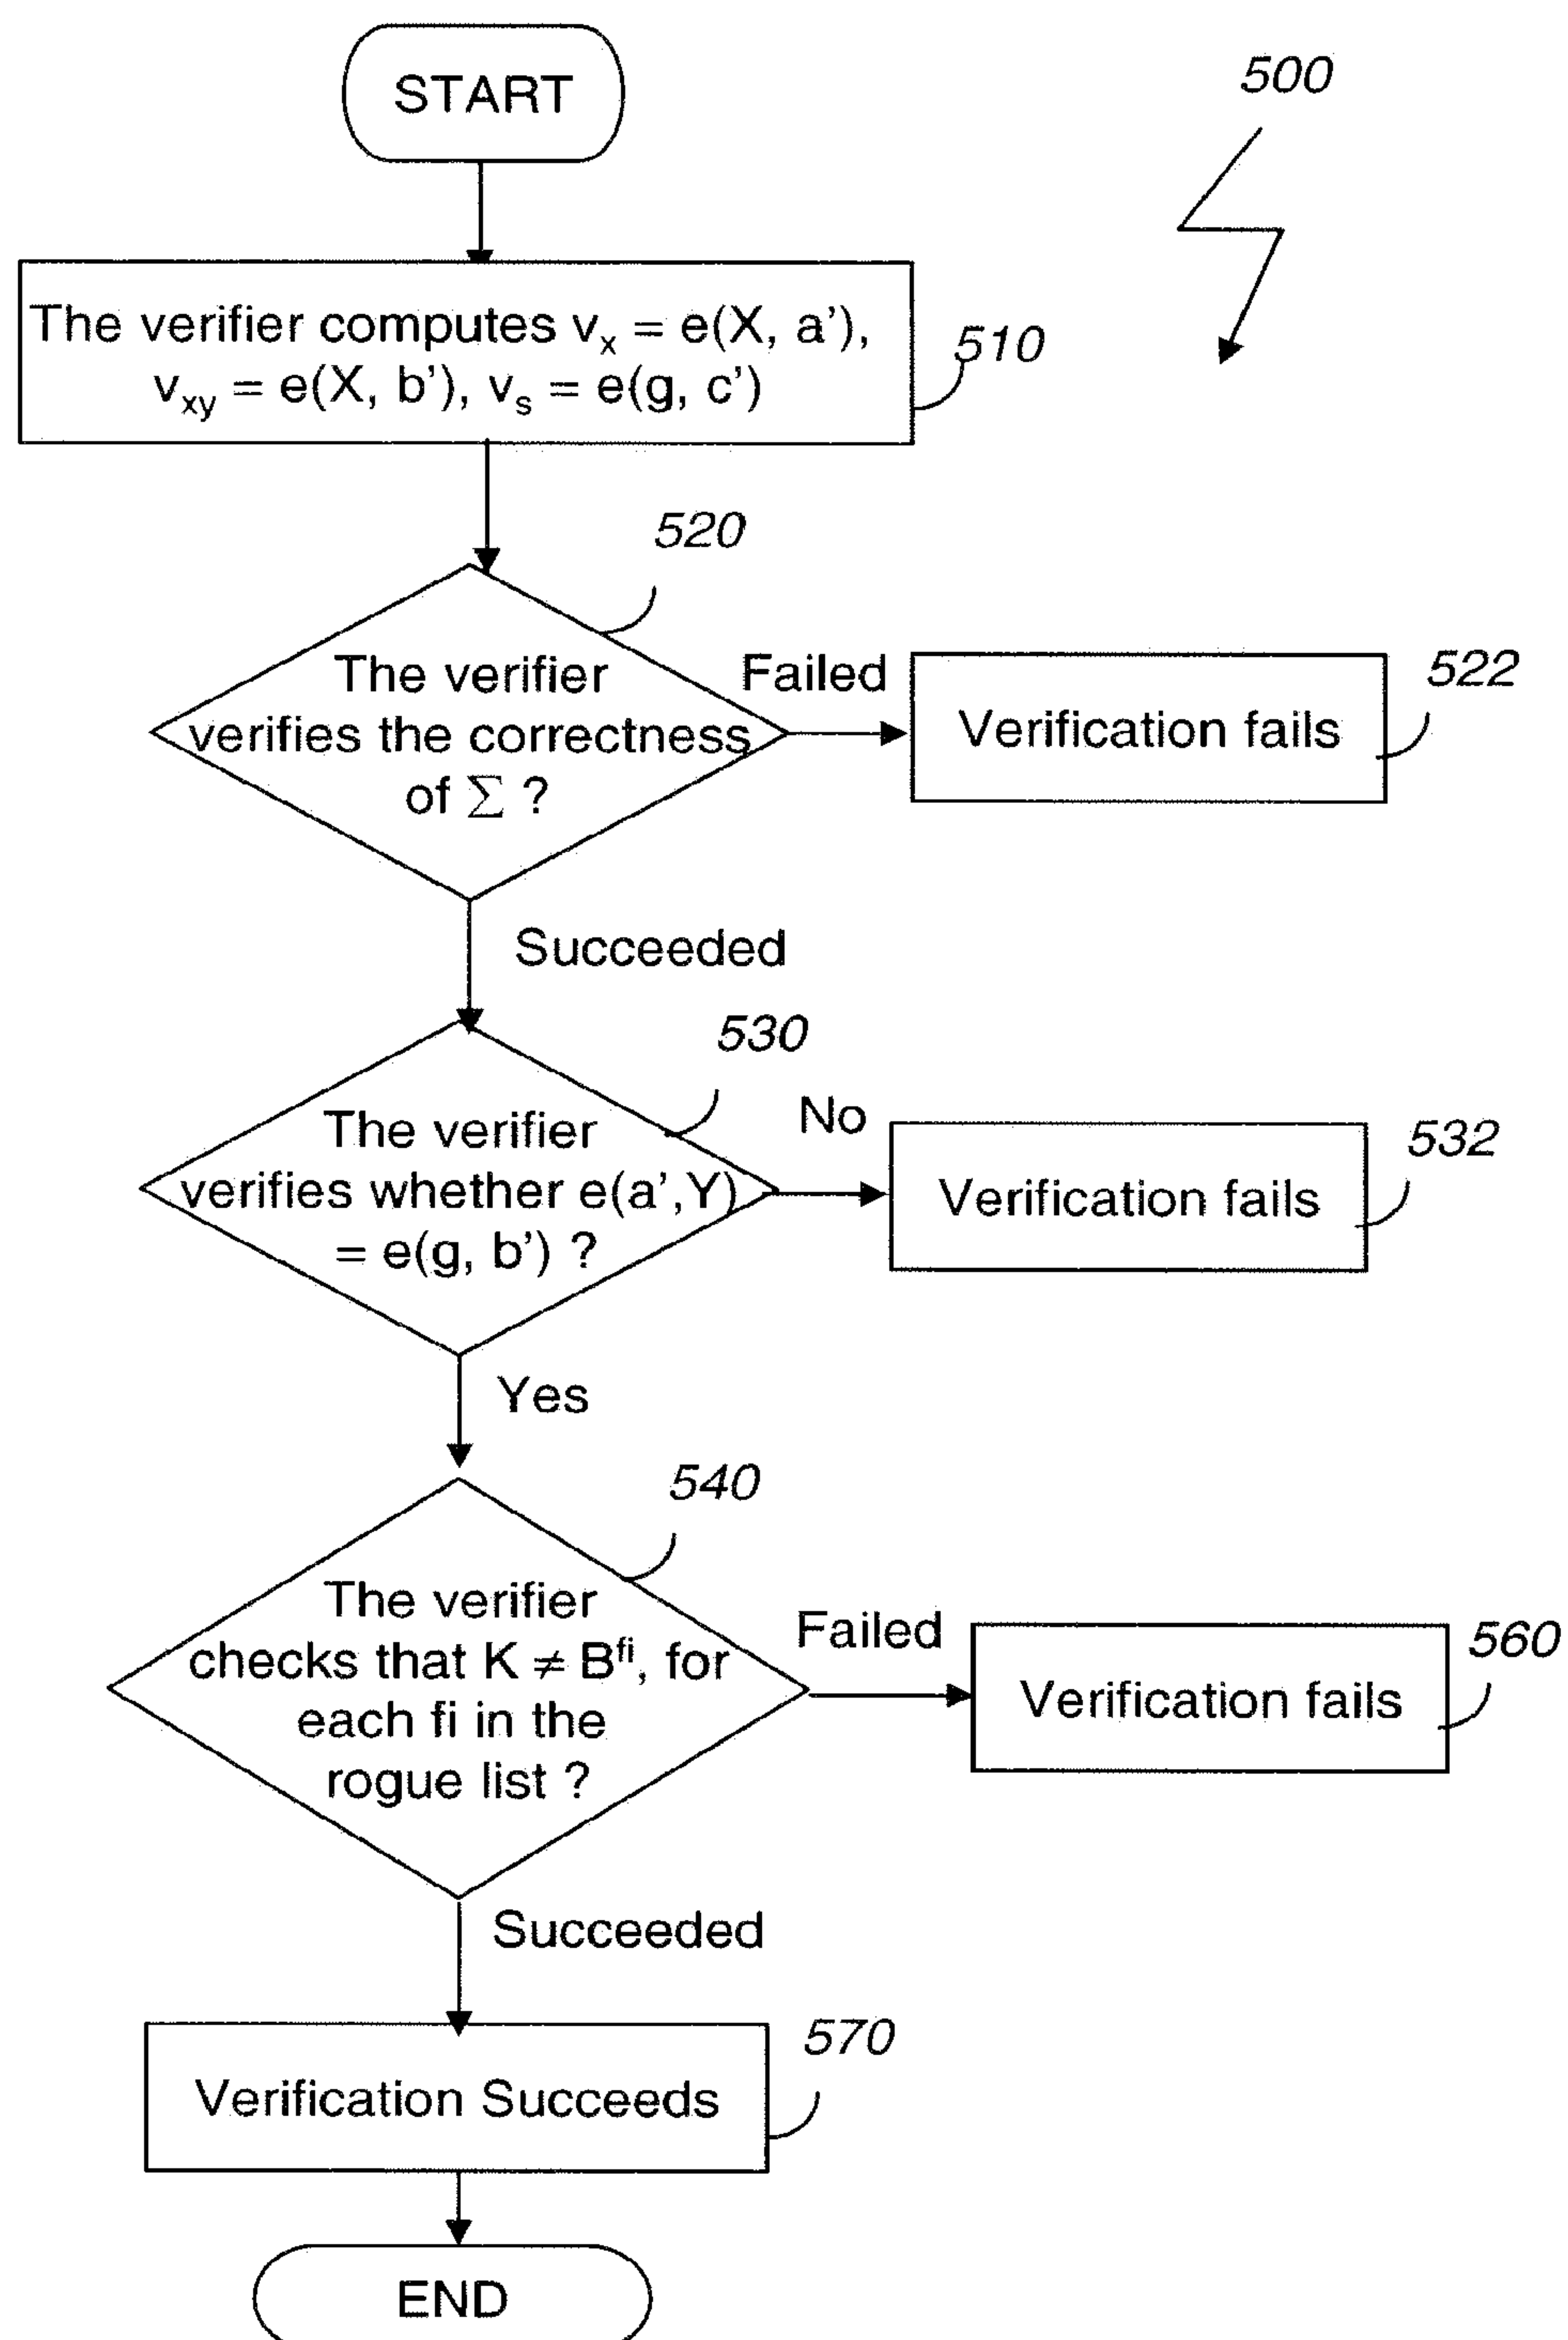 START
500
The verifier computes vₓ = e(X, a’),
vₓy = e(X, b’), vₛ = e(g, c’)
510
520
The verifier
verifies the correctness
of Σ ?
Failed
Verification fails
522
Succeeded
530
The verifier
verifies whether e(a’,Y)
= e(g, b’) ?
No
Verification fails
532
Yes
540
The verifier
checks that K ≠ B^fi, for
each fi in the
rogue list ?
Failed
Verification fails
560
Succeeded
Verification Succeeds
570
END